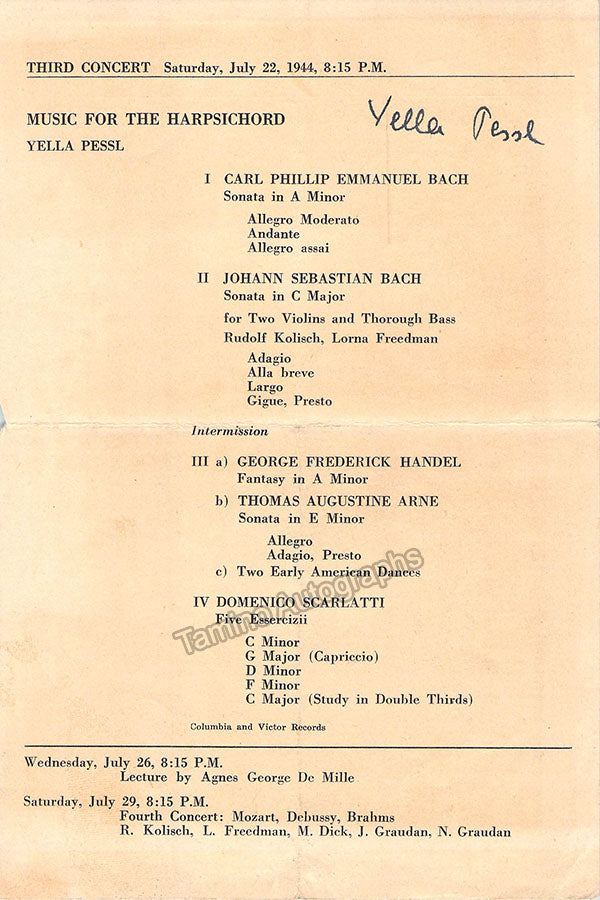 THIRD CONCERT Saturday, July 22, 1944, 8:15 P.M.
MUSIC FOR THE HARPSICHORD
Yella Pessl
YELLA PESSL
I CARL PHILLIP EMMANUEL BACH
Sonata in A Minor
Allegro Moderato
Andante
Allegro assai
II JOHANN SEBASTIAN BACH
Sonata in C Major
for Two Violins and Thorough Bass
Rudolf Kolisch, Lorna Freedman
Adagio
Alla breve
Largo
Gigue, Presto
Intermission
III a) GEORGE FREDERICK HANDEL
Fantasy in A Minor
b) THOMAS AUGUSTINE ARNE
Sonata in E Minor
Allegro
Adagio, Presto
c) Two Early American Dances
IV DOMENICO SCARLATTI
Five Essercizii
Tamino Autographs
C Minor
G Major (Capriccio)
D Minor
F Minor
C Major (Study in Double Thirds)
Columbia and Victor Records
Wednesday, July 26, 8:15 P.M.
Lecture by Agnes George De Mille
Saturday, July 29, 8:15 P.M.
Fourth Concert: Mozart, Debussy, Brahms
R. Kolisch, L. Freedman, M. Dick, J. Graudan, N. Graudan